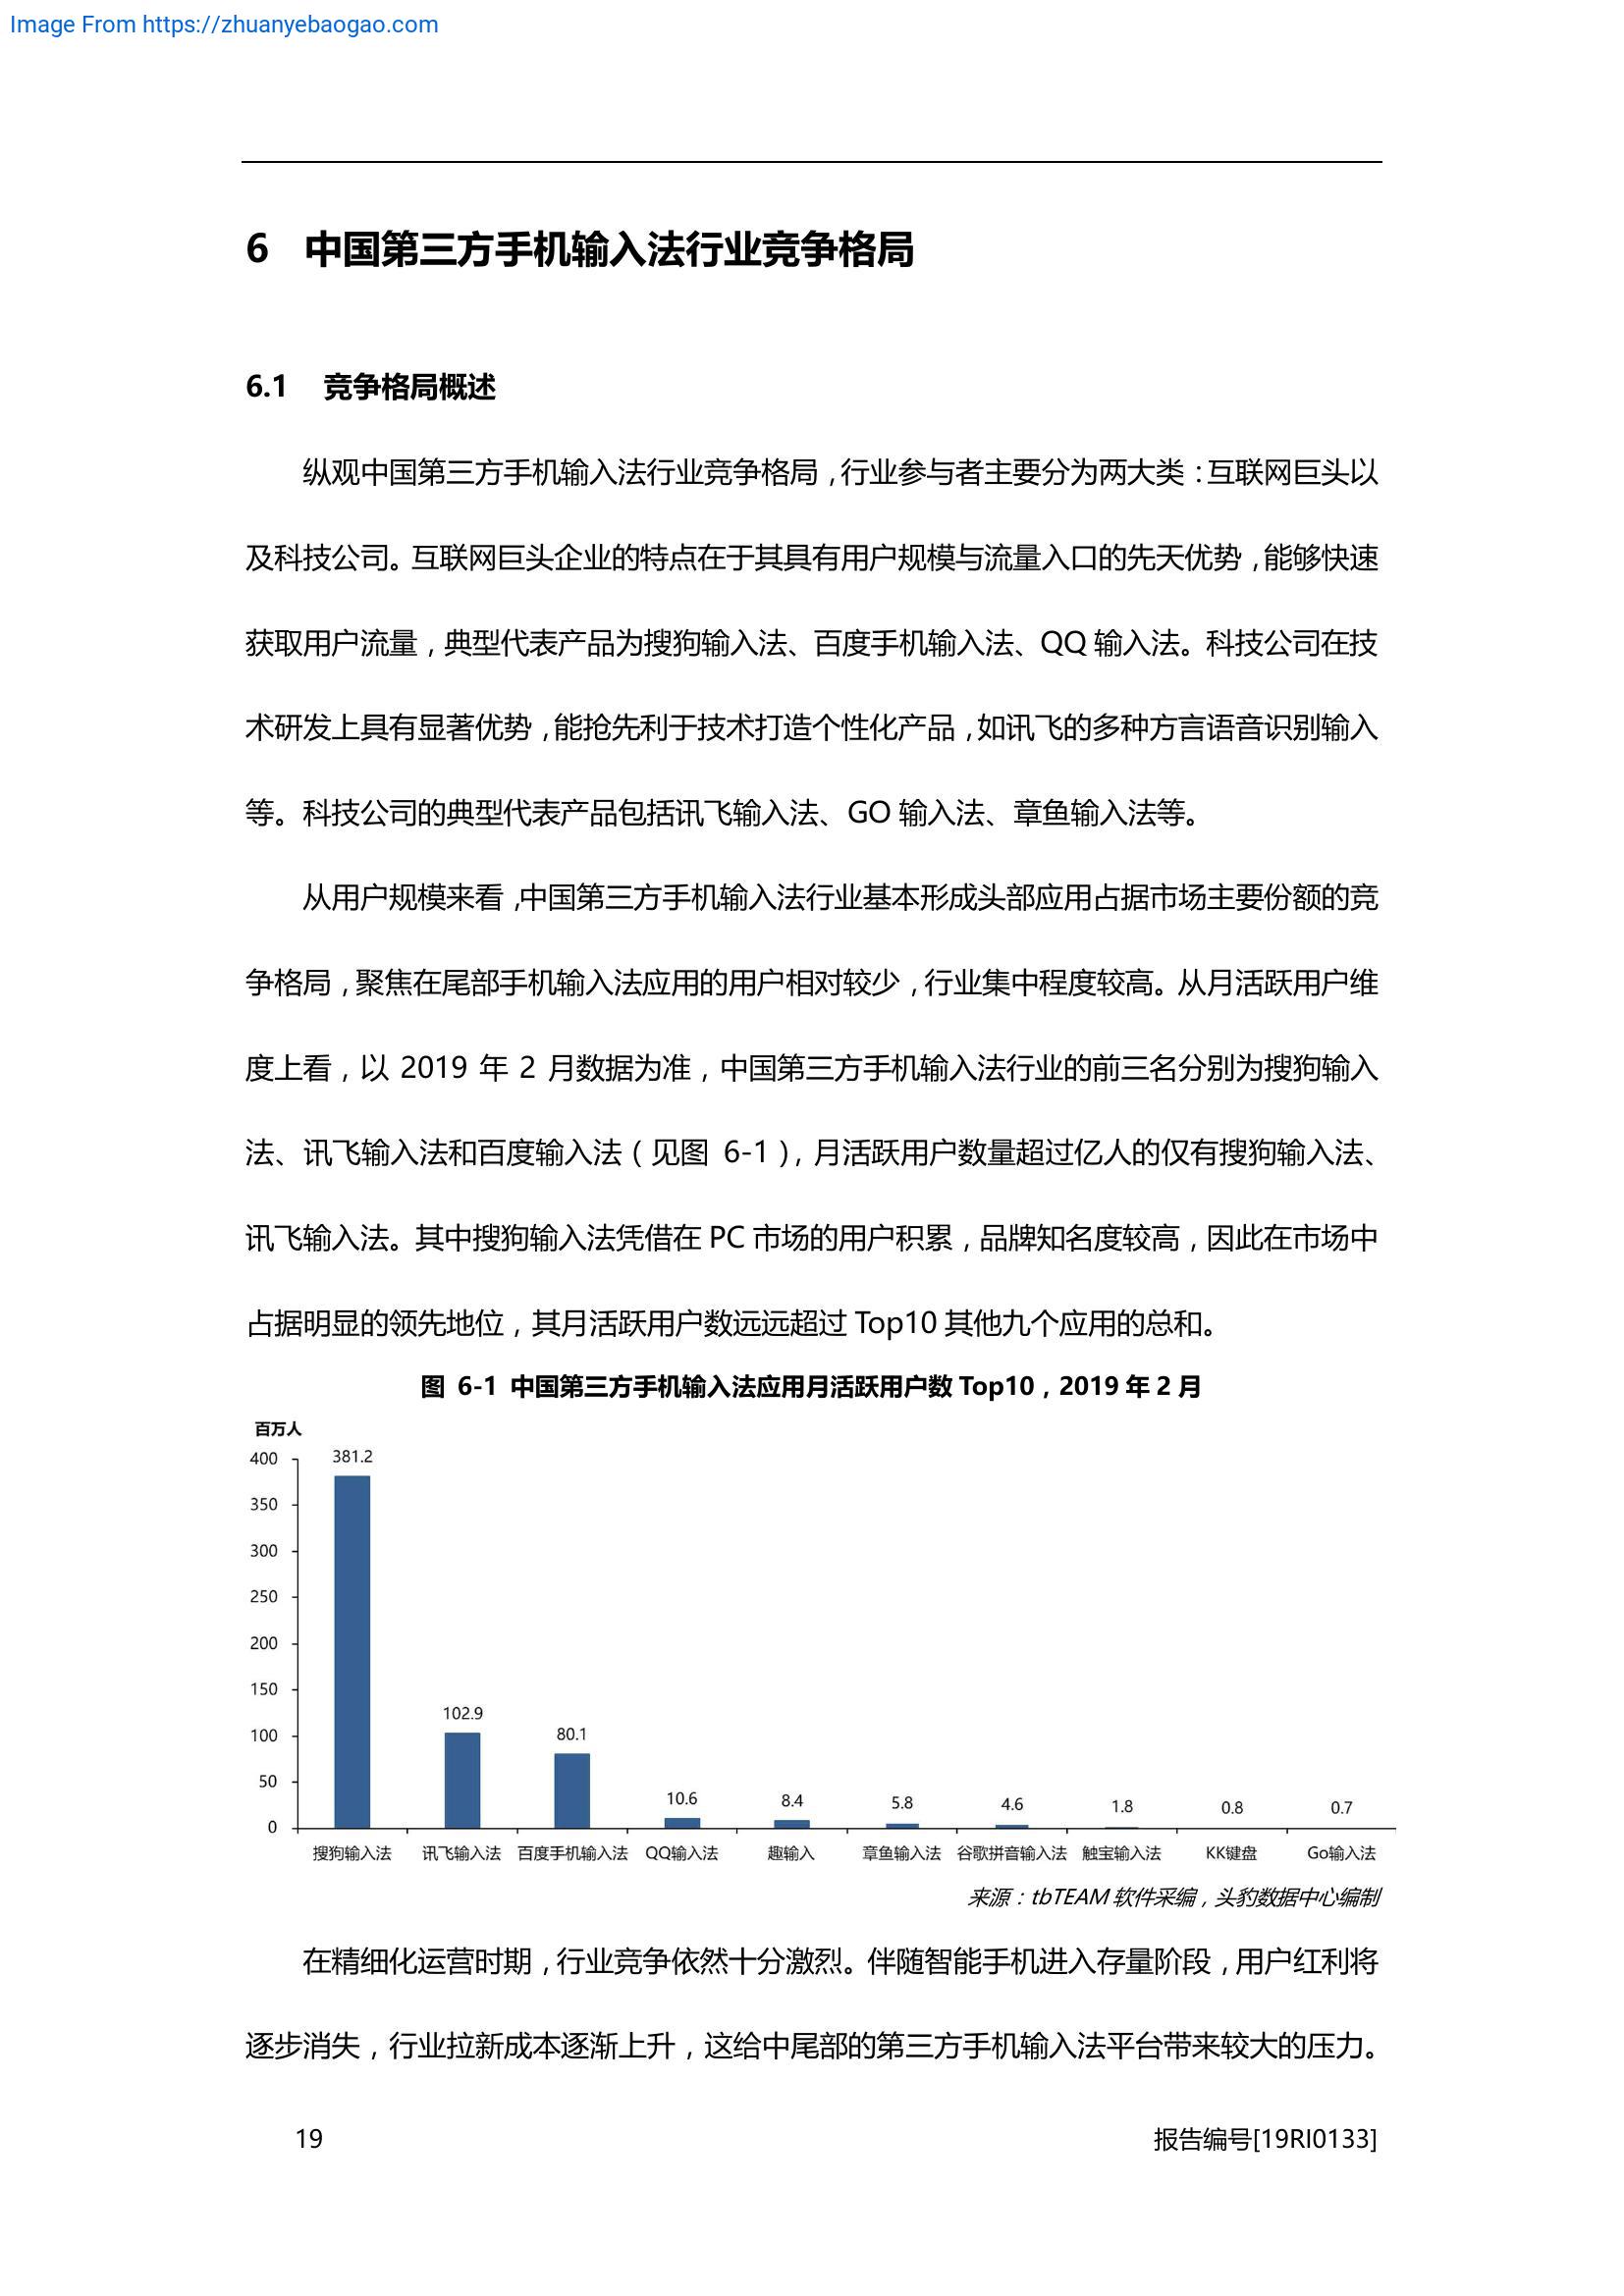 Image From https://zhuanyebaogao.com
6 中国第三方手机输入法行业竞争格局
6.1 竞争格局概述
纵观中国第三方手机输入法行业竞争格局，行业参与者主要分为两大类：互联网巨头以
及科技公司。互联网巨头企业的特点在于其具有用户规模与流量入口的先天优势，能够快速
获取用户流量，典型代表产品为搜狗输入法、百度手机输入法、QQ 输入法。科技公司在技
术研发上具有显著优势，能抢先利于技术打造个性化产品，如讯飞的多种方言语音识别输入
等。科技公司的典型代表产品包括讯飞输入法、GO 输入法、章鱼输入法等。
从用户规模来看，中国第三方手机输入法行业基本形成头部应用占据市场主要份额的竞
争格局，聚焦在尾部手机输入法应用的用户相对较少，行业集中程度较高。从月活跃用户维
度上看，以 2019 年 2 月数据为准，中国第三方手机输入法行业的前三名分别为搜狗输入
法、讯飞输入法和百度输入法（见图 6-1），月活跃用户数量超过亿人的仅有搜狗输入法、
讯飞输入法。其中搜狗输入法凭借在 PC 市场的用户积累，品牌知名度较高，因此在市场中
占据明显的领先地位，其月活跃用户数远远超过 Top10 其他九个应用的总和。
图 6-1 中国第三方手机输入法应用月活跃用户数 Top10，2019 年 2 月
百万人
400
350
300
250
200
150
100
50
0
381.2
102.9
80.1
10.6
8.4
5.8
4.6
1.8
0.8
0.7
搜狗输入法 讯飞输入法 百度手机输入法 QQ输入法 趣输入 章鱼输入法 谷歌拼音输入法 触宝输入法 KK键盘 Go输入法
来源：tbTEAM 软件采编，头豹数据中心编制
在精细化运营时期，行业竞争依然十分激烈。伴随智能手机进入存量阶段，用户红利将
逐步消失，行业拉新成本逐渐上升，这给中尾部的第三方手机输入法平台带来较大的压力。
19 报告编号[19RI0133]